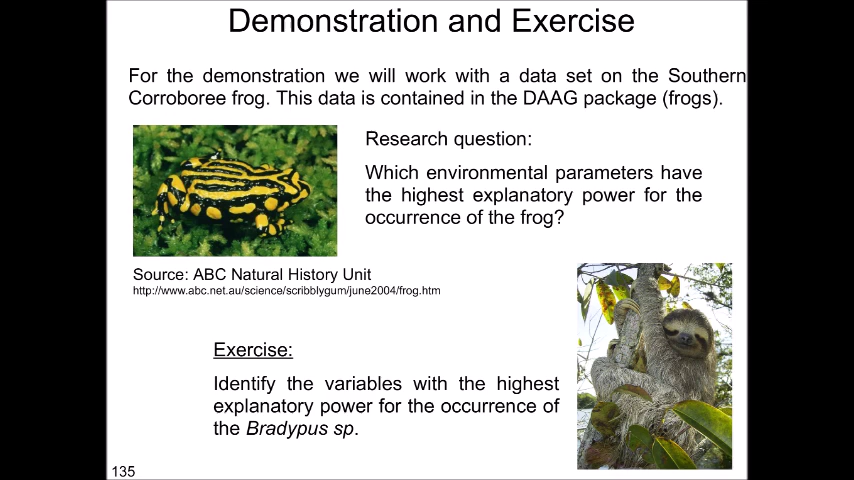 Demonstration and Exercise
For the demonstration we will work with a data set on the Southern
Corroboree frog. This data is contained in the DAAG package (frogs).
Research question:
Which environmental parameters have
the highest explanatory power for the
occurrence of the frog?
Source: ABC Natural History Unit
http://www.abc.net.au/science/scribblygum/june2004/frog.htm
Exercise:
Identify the variables with the highest
explanatory power for the occurrence of
the Bradypus sp.
135